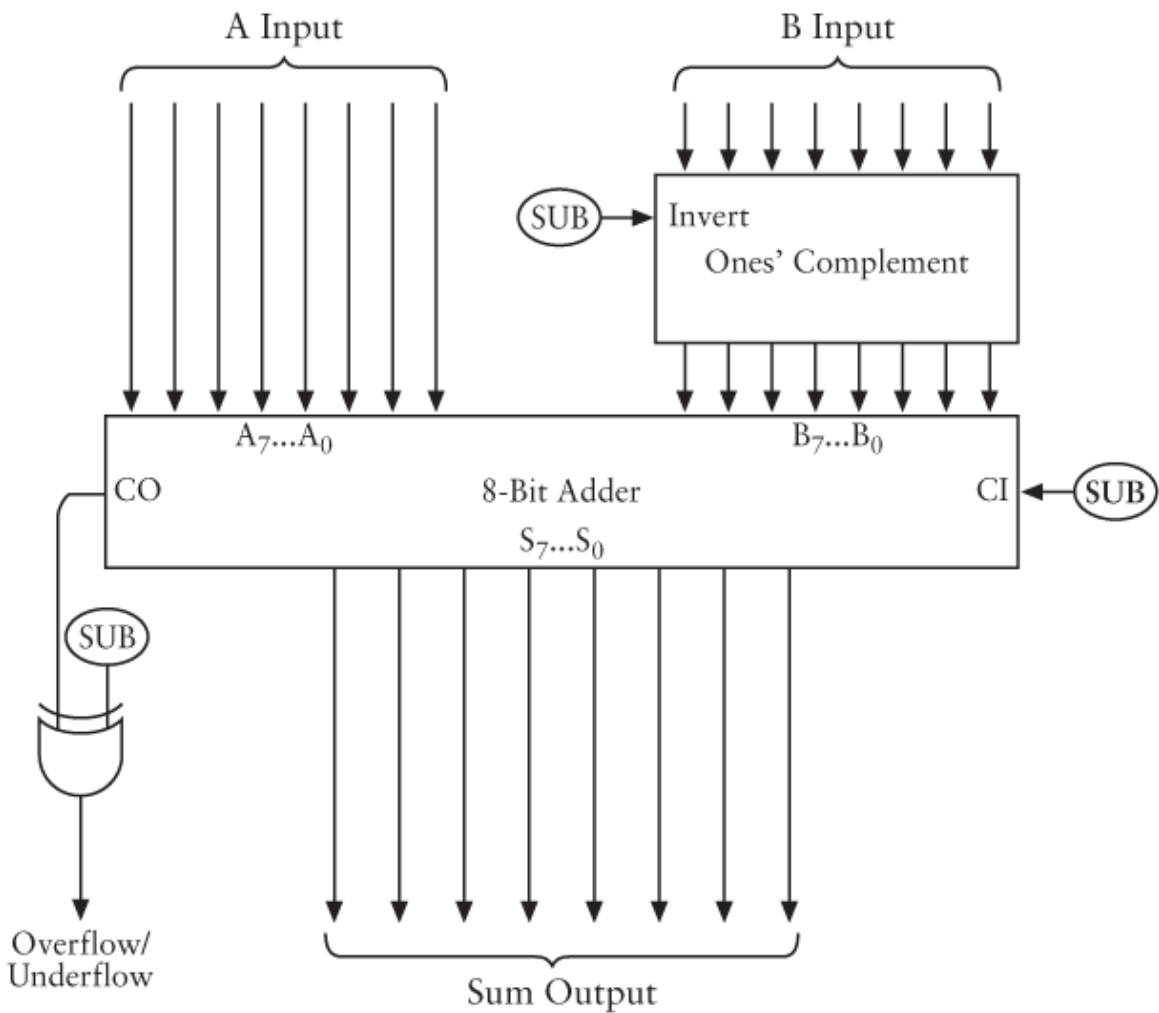 A Input
B Input
SUB
Invert
Ones’ Complement
A₇...A₀
B₇...B₀
CO
8-Bit Adder
CI
SUB
S₇...S₀
SUB
Overflow/
Underflow
Sum Output